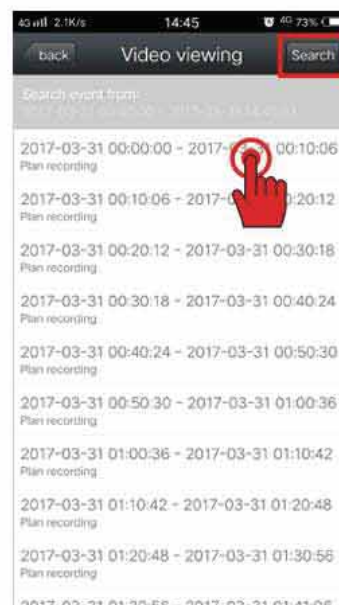 4G 2.1K/s 14:45 4G 73%
back Video viewing Search
Search event from:
2017-03-31 00:00:00 - 2017-03-31 00:10:06
Plan recording
2017-03-31 00:10:06 - 2017- 00:20:12
Plan recording
2017-03-31 00:20:12 - 2017-03-31 00:30:18
Plan recording
2017-03-31 00:30:18 - 2017-03-31 00:40:24
Plan recording
2017-03-31 00:40:24 - 2017-03-31 00:50:30
Plan recording
2017-03-31 00:50:30 - 2017-03-31 01:00:36
Plan recording
2017-03-31 01:00:36 - 2017-03-31 01:10:42
Plan recording
2017-03-31 01:10:42 - 2017-03-31 01:20:48
Plan recording
2017-03-31 01:20:48 - 2017-03-31 01:30:56
Plan recording